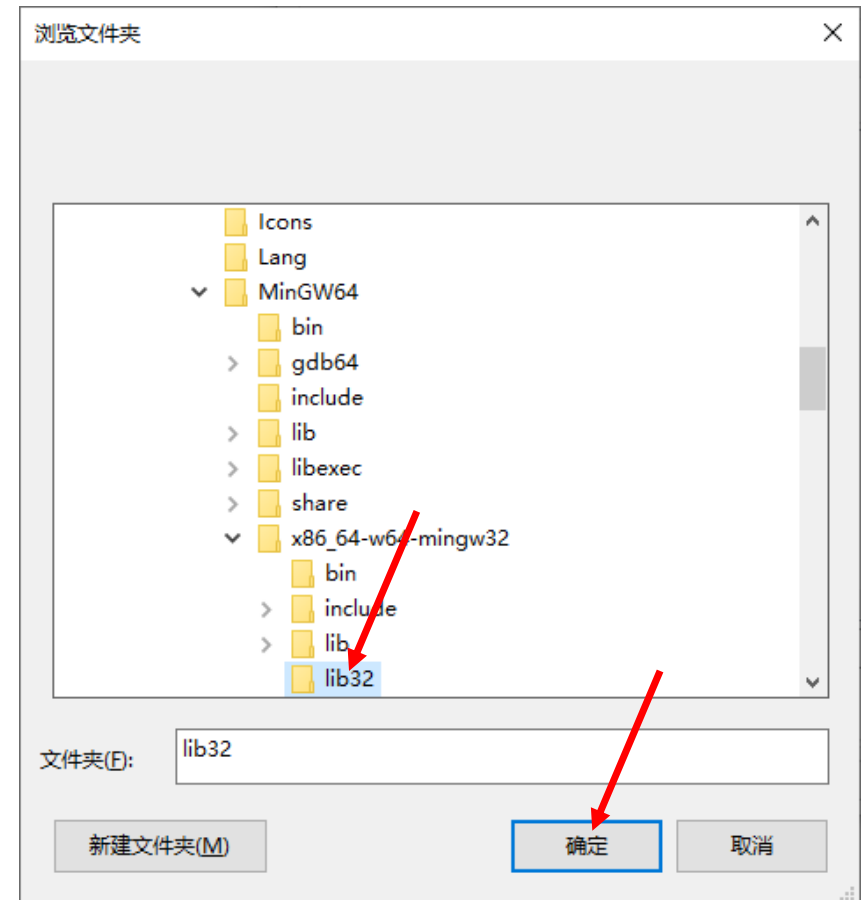 浏览文件夹
Icons
Lang
MinGW64
bin
gdb64
include
lib
libexec
share
x86_64-w64-mingw32
bin
include
lib
lib32
文件夹(F):
lib32
新建文件夹(M)
确定
取消